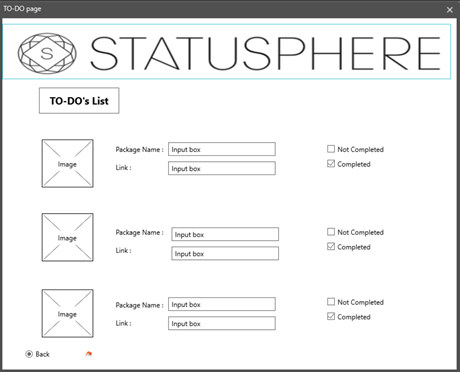 TO-DO page
S STATUSPHERE
TO-DO's List
Image
Package Name : Input box
Link : Input box
Not Completed
Completed
Image
Package Name : Input box
Link : Input box
Not Completed
Completed
Image
Package Name : Input box
Link : Input box
Not Completed
Completed
Back